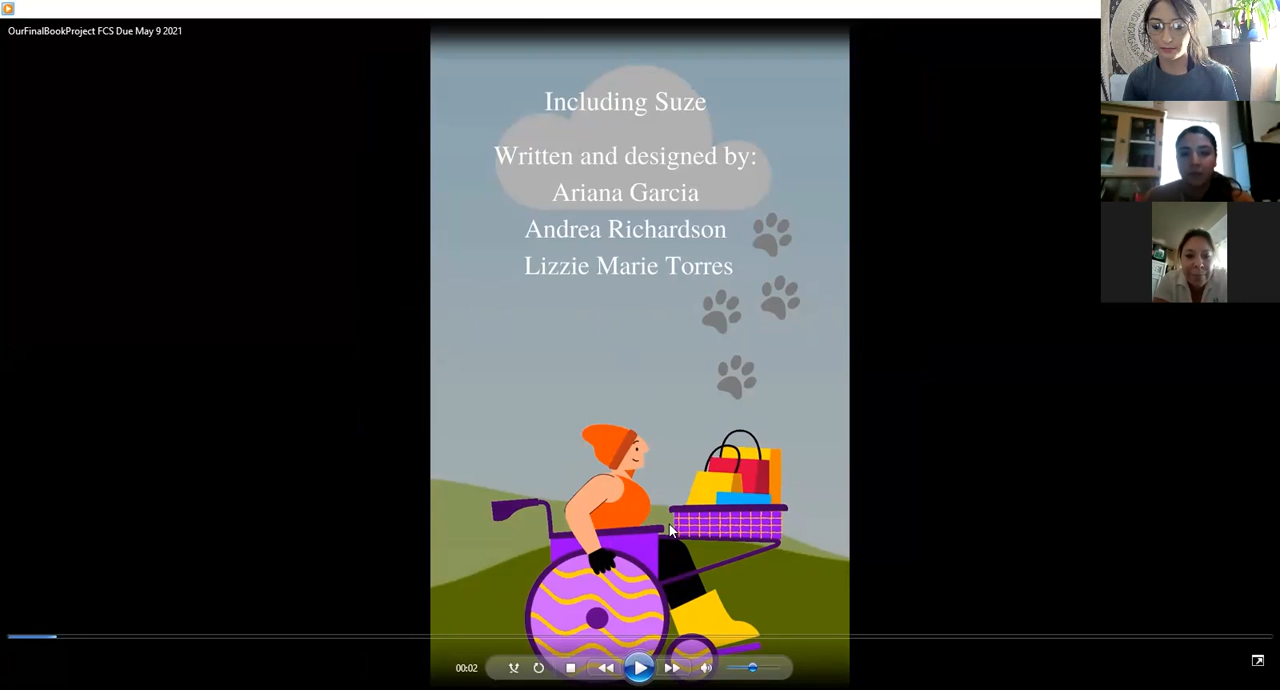 OurFinalBookProject FCS Due May 9 2021
Including Suze
Written and designed by:
Ariana Garcia
Andrea Richardson
Lizzie Marie Torres
00:02